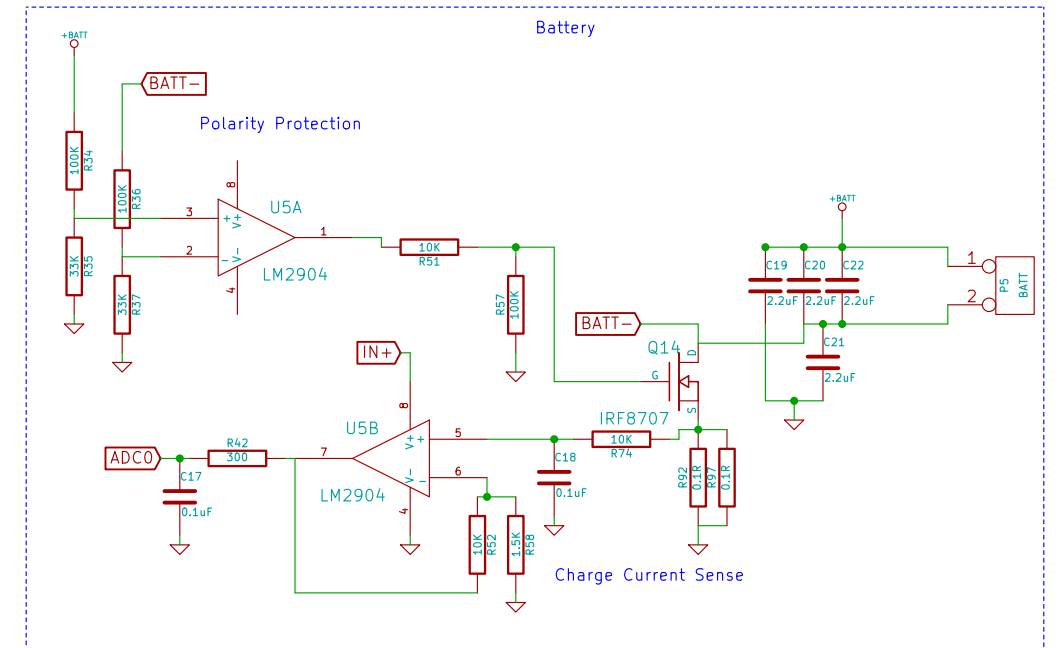 Battery
+BATT
BATT-
Polarity Protection
100K
R34
100K
R36
8
3
+
V+
U5A
1
2
-
V-
LM2904
4
33K
R35
33K
R37
10K
R51
R57
100K
+BATT
C19
C20
C22
2.2uF
2.2uF
2.2uF
1
2
P5
BATT
BATT-
Q14
D
G
S
IRF8707
C21
2.2uF
IN+
8
U5B
V+
+
5
7
6
V-
-
LM2904
4
ADC0
R42
300
C17
0.1uF
10K
R74
C18
0.1uF
R92
0.1R
R97
0.1R
10K
R52
1.5K
R58
Charge Current Sense